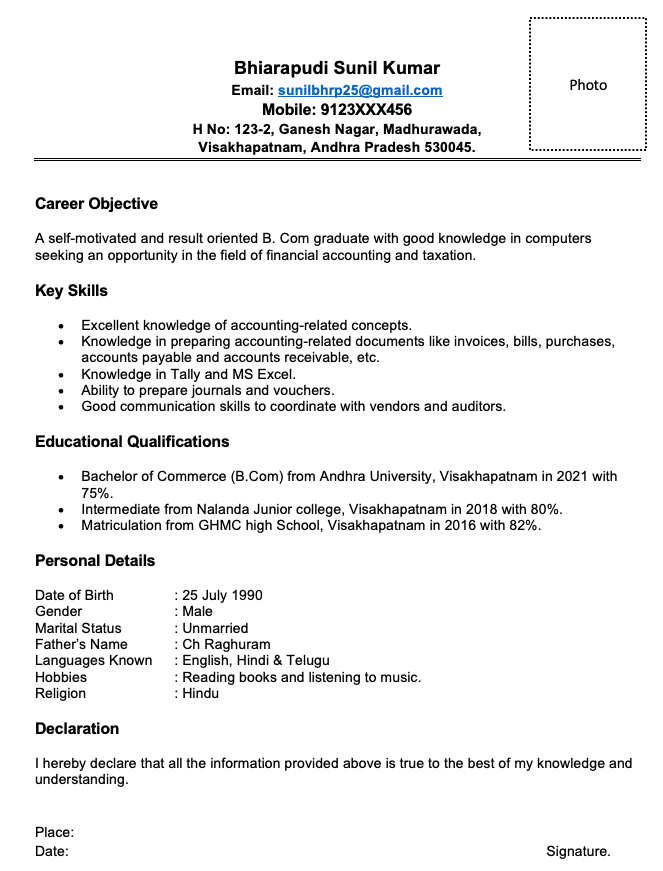 Bhiarapudi Sunil Kumar
Email: sunilbhrp25@gmail.com
Mobile: 9123XXX456
H No: 123-2, Ganesh Nagar, Madhurawada,
Visakhapatnam, Andhra Pradesh 530045.
Photo
Career Objective
A self-motivated and result oriented B. Com graduate with good knowledge in computers
seeking an opportunity in the field of financial accounting and taxation.
Key Skills
• Excellent knowledge of accounting-related concepts.
• Knowledge in preparing accounting-related documents like invoices, bills, purchases,
accounts payable and accounts receivable, etc.
• Knowledge in Tally and MS Excel.
• Ability to prepare journals and vouchers.
• Good communication skills to coordinate with vendors and auditors.
Educational Qualifications
• Bachelor of Commerce (B.Com) from Andhra University, Visakhapatnam in 2021 with
75%.
• Intermediate from Nalanda Junior college, Visakhapatnam in 2018 with 80%.
• Matriculation from GHMC high School, Visakhapatnam in 2016 with 82%.
Personal Details
Date of Birth : 25 July 1990
Gender : Male
Marital Status : Unmarried
Father's Name : Ch Raghuram
Languages Known : English, Hindi & Telugu
Hobbies : Reading books and listening to music.
Religion : Hindu
Declaration
I hereby declare that all the information provided above is true to the best of my knowledge and
understanding.
Place:
Date: Signature.